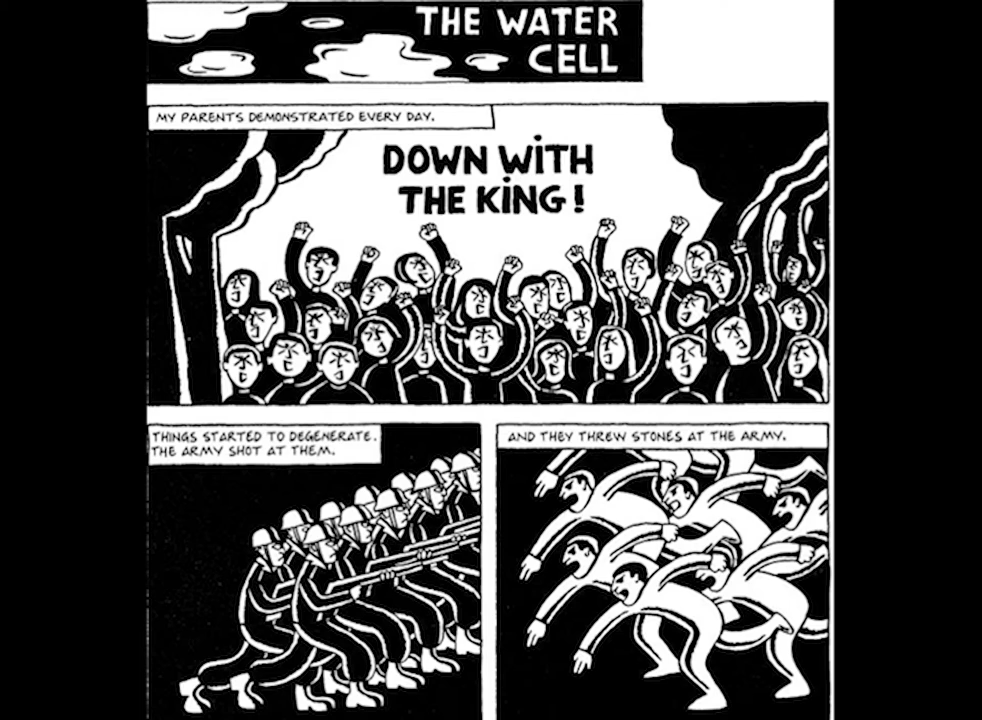 THE WATER
CELL
MY PARENTS DEMONSTRATED EVERY DAY.
DOWN WITH
THE KING!
THINGS STARTED TO DEGENERATE.
THE ARMY SHOT AT THEM.
AND THEY THREW STONES AT THE ARMY.